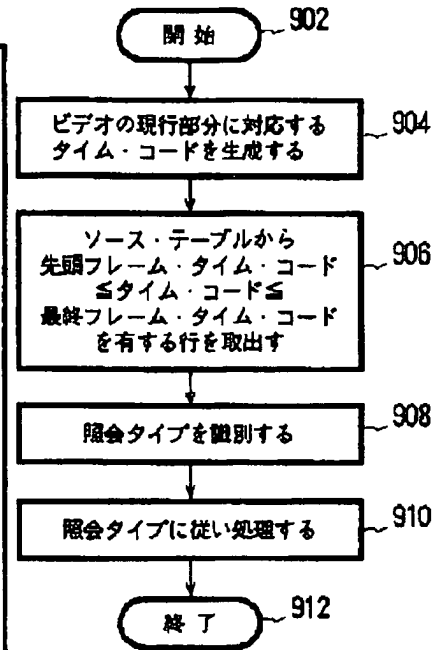 開始
902
ビデオの現行部分に対応する
904
タイム・コードを生成する
ソース・テーブルから
先頭フレーム・タイム・コード
906
≦タイム・コード≦
最終フレーム・タイム・コード
を有する行を取出す
照会タイプを識別する
908
照会タイプに従い処理する
910
終了
912